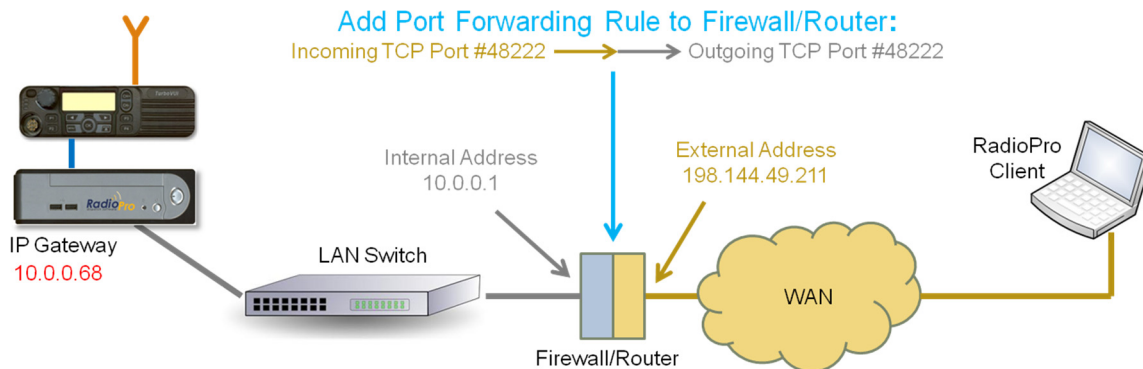 Add Port Forwarding Rule to Firewall/Router:
Incoming TCP Port #48222 Outgoing TCP Port #48222
Internal Address
10.0.0.1
External Address
198.144.49.211
RadioPro
Client
RadioPro
IP Gateway
10.0.0.68
LAN Switch
WAN
Firewall/Router